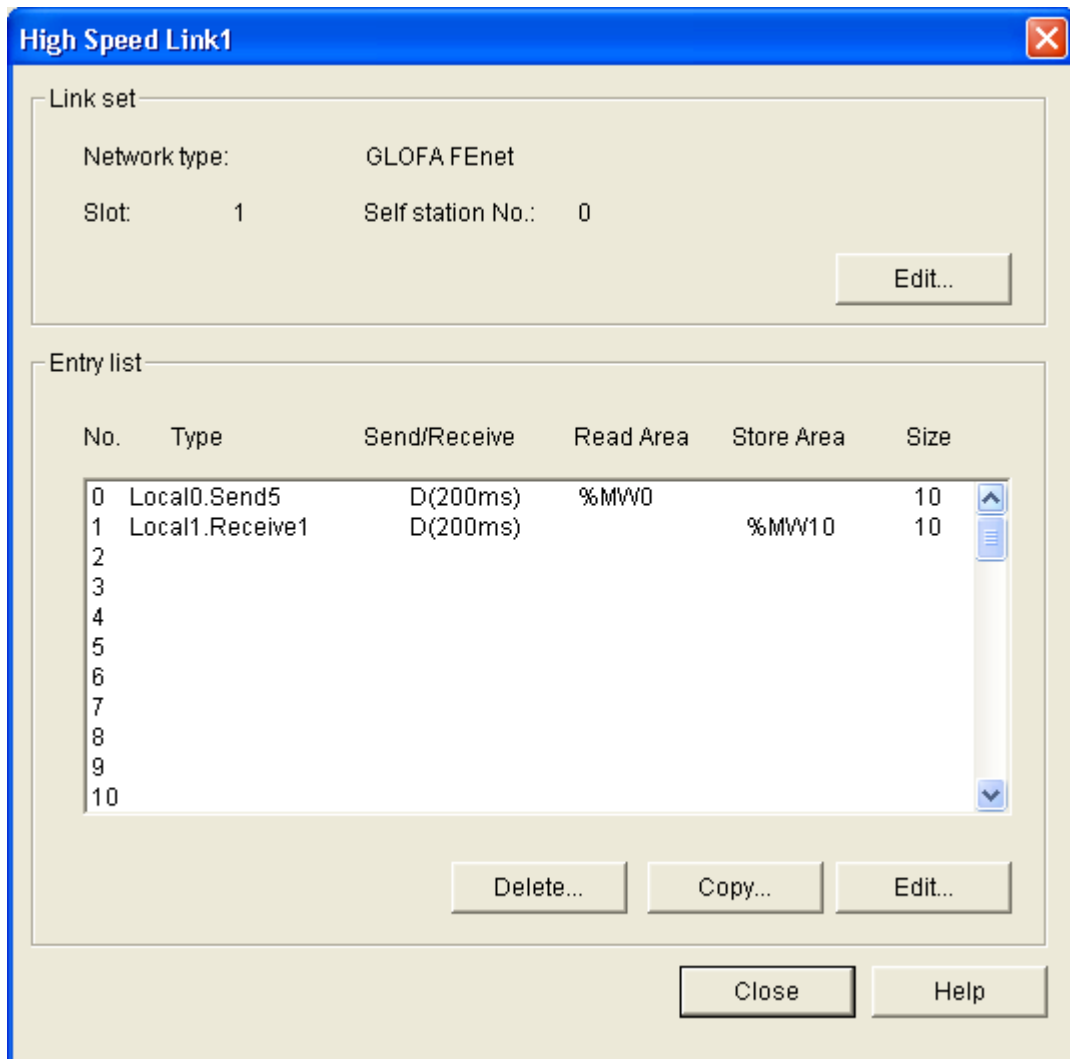 High Speed Link1
Link set
Network type: GLOFA FEnet
Slot: 1 Self station No.: 0
Edit...
Entry list
No. Type Send/Receive Read Area Store Area Size
0 Local0.Send5 D(200ms) %MW0 10
1 Local1.Receive1 D(200ms) %MW10 10
2
3
4
5
6
7
8
9
10
Delete... Copy... Edit...
Close Help